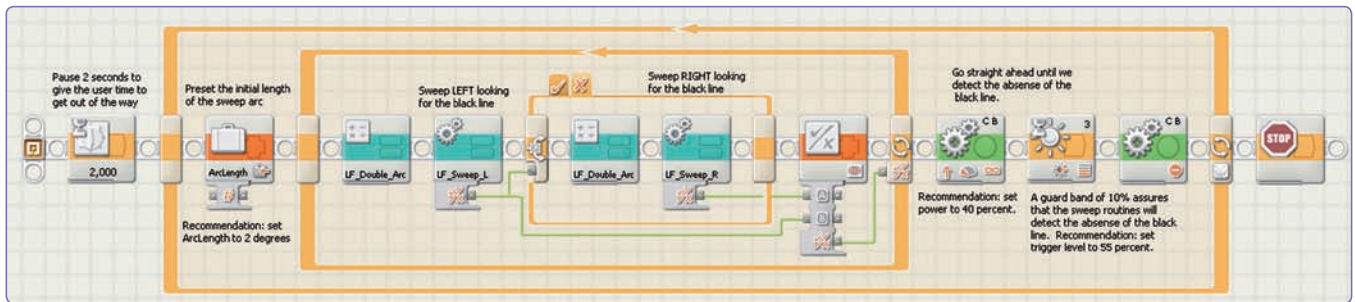 Pause 2 seconds to
give the user time to
get out of the way
2,000
Preset the initial length
of the sweep arc
ArcLength
Recommendation: set
ArcLength to 2 degrees
LF_Double_Arc
Sweep LEFT looking
for the black line
LF_Sweep_L
Sweep RIGHT looking
for the black line
LF_Double_Arc
LF_Sweep_R
A
B
Go straight ahead until we
detect the absense of the
black line.
C B
Recommendation: set
power to 40 percent.
3
A guard band of 10% assures
that the sweep routines will
detect the absense of the black
line. Recommendation: set
trigger level to 55 percent.
C B
STOP